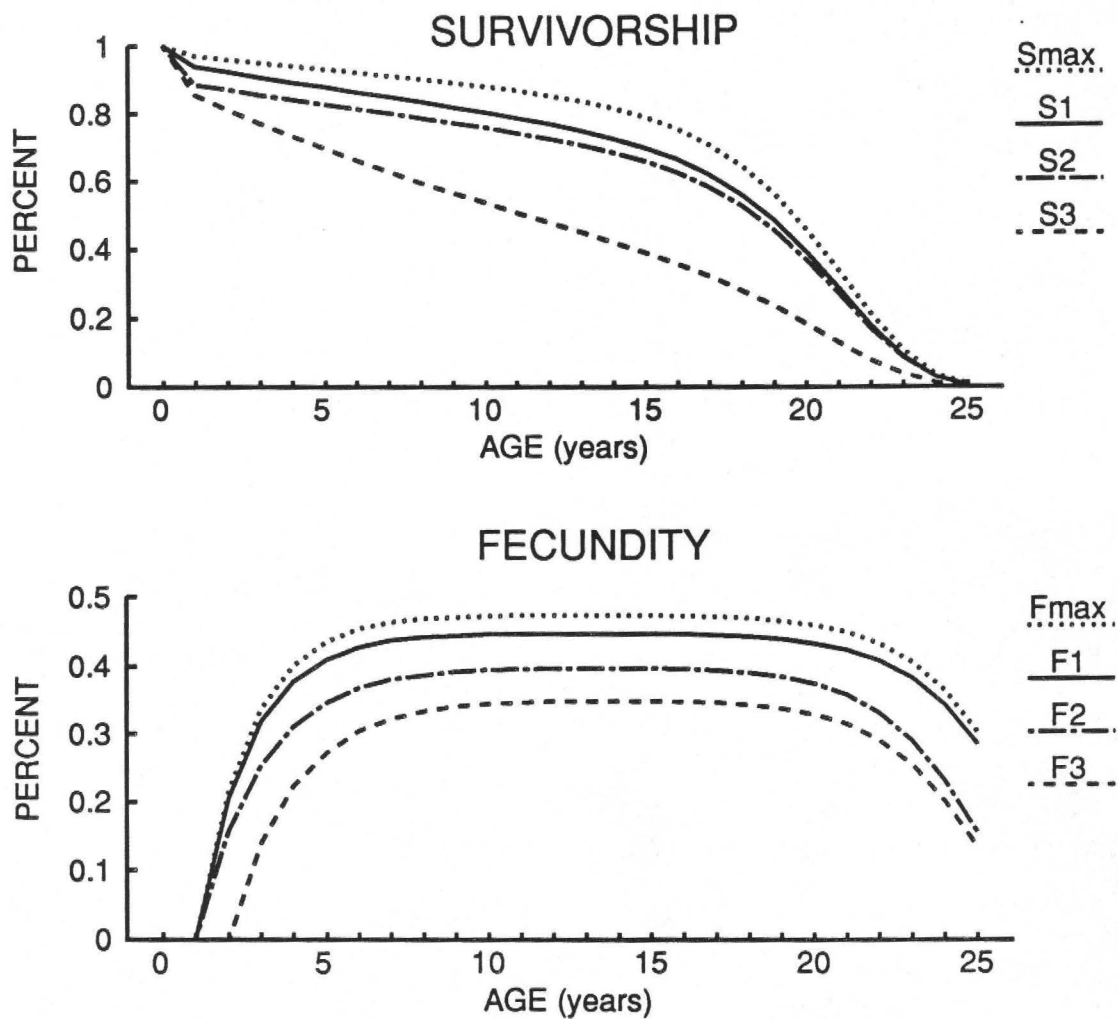 SURVIVORSHIP
1
0.8
0.6
0.4
0.2
0
PERCENT
0 5 10 15 20 25
AGE (years)
Smax
S1
S2
S3
FECUNDITY
0.5
0.4
0.3
0.2
0.1
0
PERCENT
0 5 10 15 20 25
AGE (years)
Fmax
F1
F2
F3